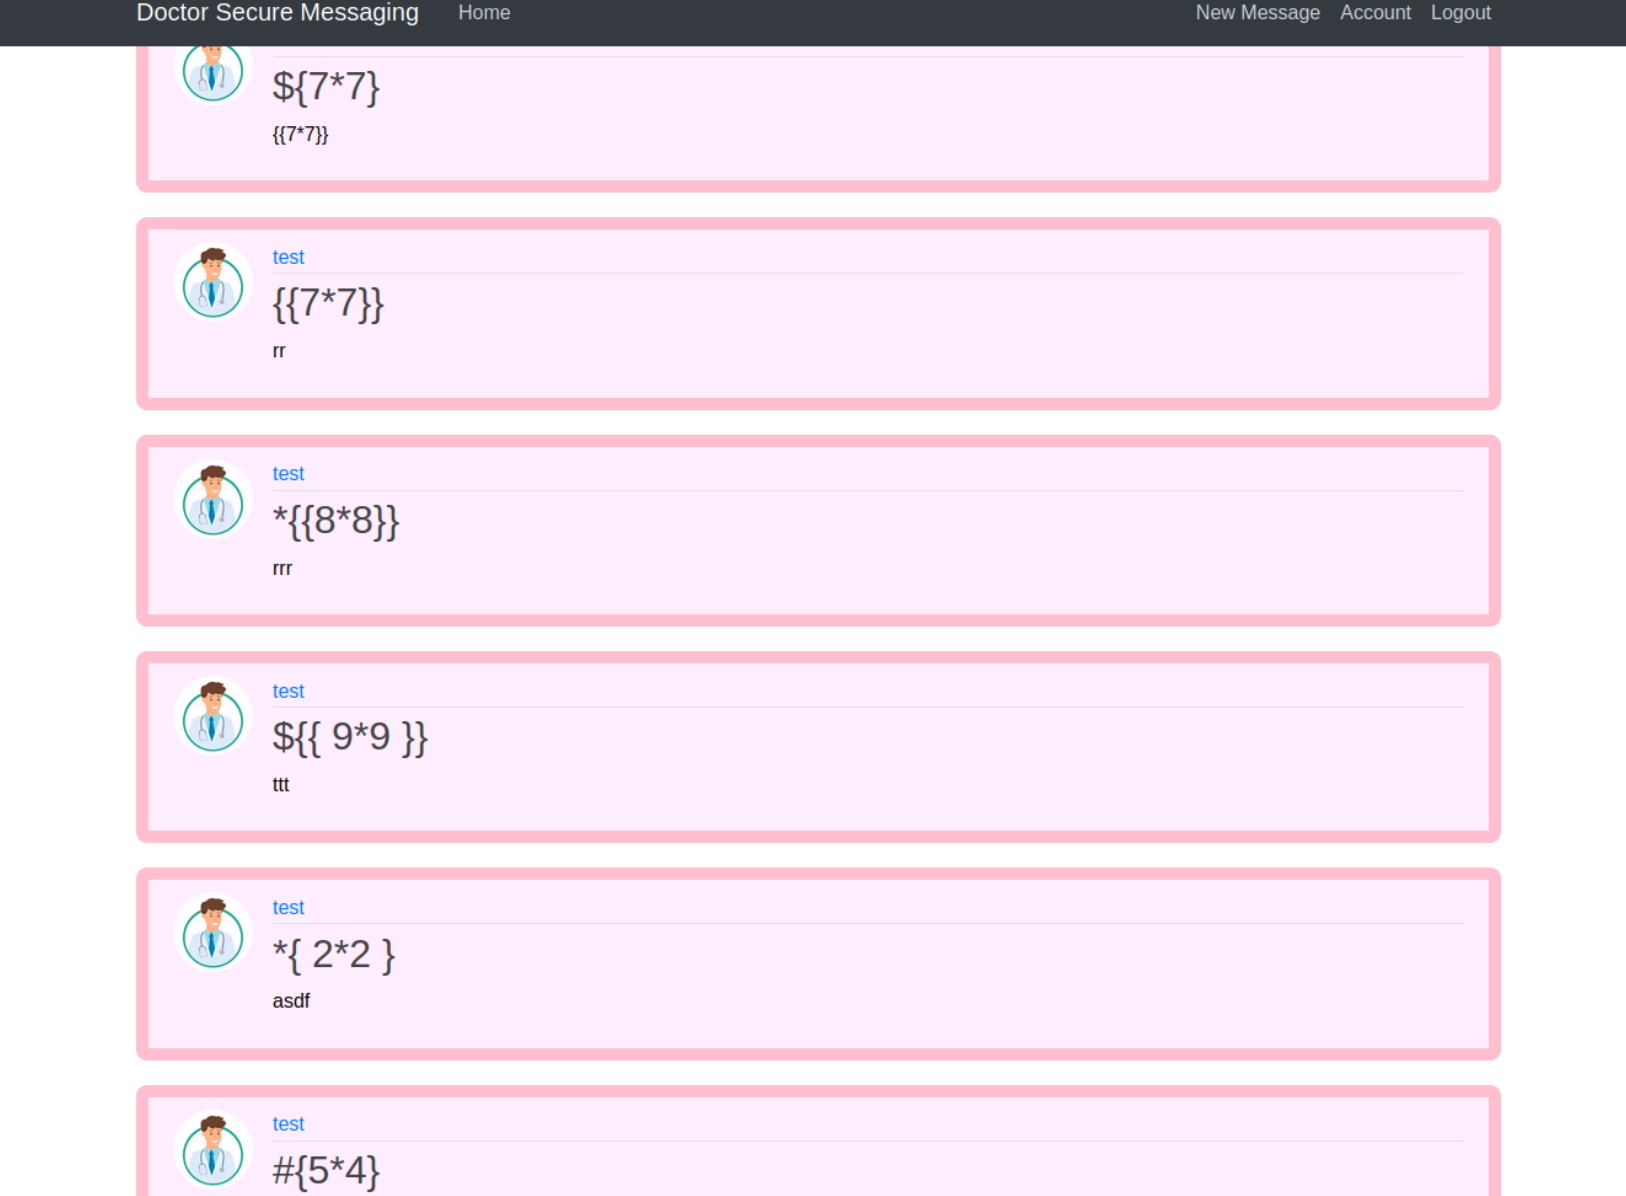 Doctor Secure Messaging Home New Message Account Logout
${7*7}
{{7*7}}
test
{{7*7}}
rr
test
*{{8*8}}
rrr
test
${{ 9*9 }}
ttt
test
*{ 2*2 }
asdf
test
#{5*4}